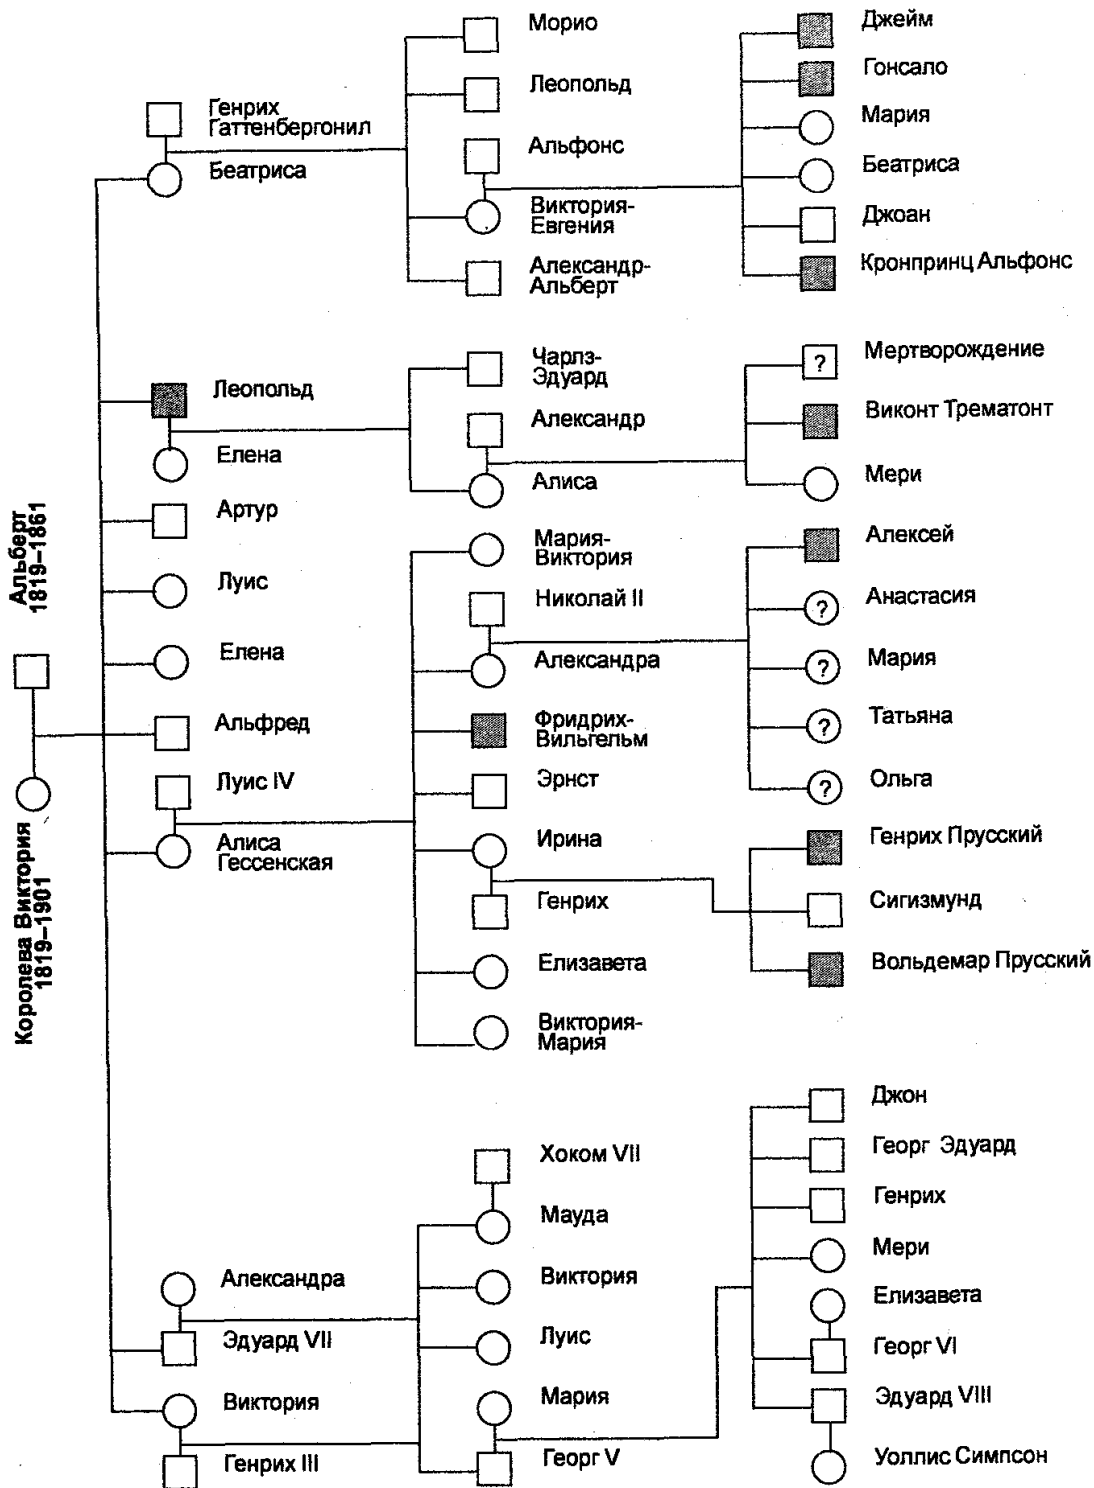 Альберт
1819–1861
Королева Виктория
1819–1901
Генрих
Гаттенбергонил
Беатриса
Леопольд
Елена
Артур
Луис
Елена
Альфред
Луис IV
Алиса
Гессенская
Александра
Эдуард VII
Виктория
Генрих III
Морио
Леопольд
Альфонс
Виктория-
Евгения
Александр-
Альберт
Чарлз-
Эдуард
Александр
Алиса
Мария-
Виктория
Николай II
Александра
Фридрих-
Вильгельм
Эрнст
Ирина
Генрих
Елизавета
Виктория-
Мария
Хоком VII
Мауда
Виктория
Луис
Мария
Георг V
Джейм
Гонсало
Мария
Беатриса
Джоан
Кронпринц Альфонс
? Мертворождение
Виконт Трематонт
Мери
Алексей
? Анастасия
? Мария
? Татьяна
? Ольга
Генрих Прусский
Сигизмунд
Вольдемар Прусский
Джон
Георг Эдуард
Генрих
Мери
Елизавета
Георг VI
Эдуард VIII
Уоллис Симпсон